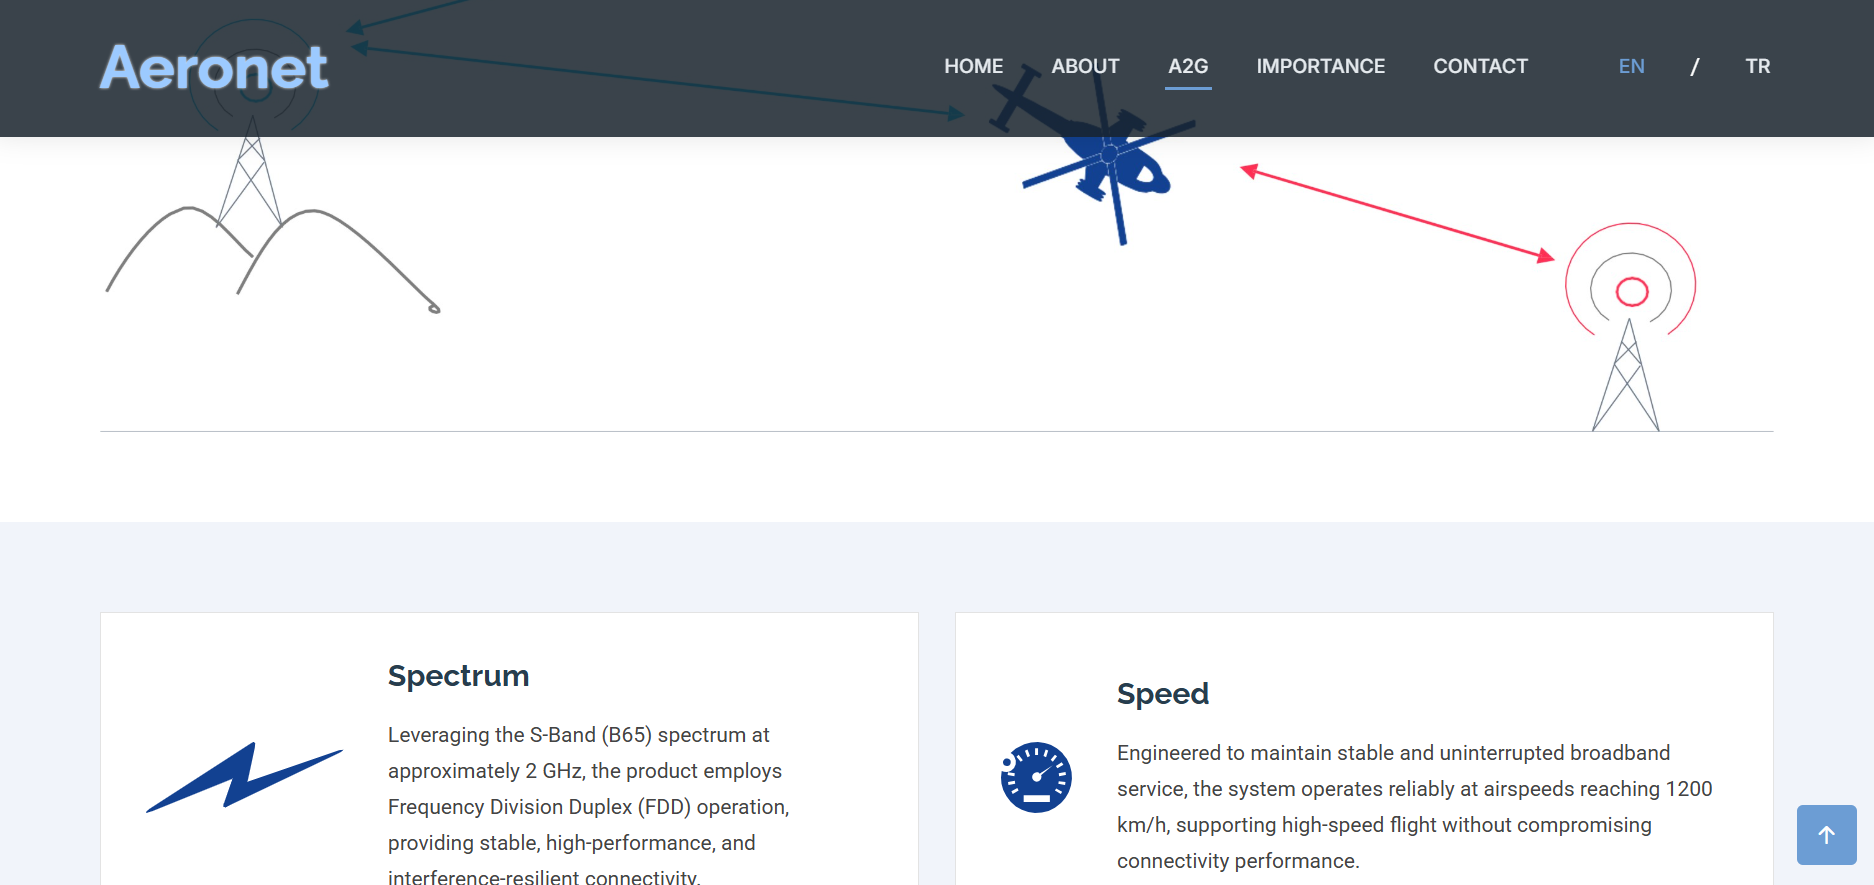 Aeronet
HOME ABOUT A2G IMPORTANCE CONTACT EN / TR
Spectrum
Leveraging the S-Band (B65) spectrum at
approximately 2 GHz, the product employs
Frequency Division Duplex (FDD) operation,
providing stable, high-performance, and
interference-resilient connectivity.
Speed
Engineered to maintain stable and uninterrupted broadband
service, the system operates reliably at airspeeds reaching 1200
km/h, supporting high-speed flight without compromising
connectivity performance.